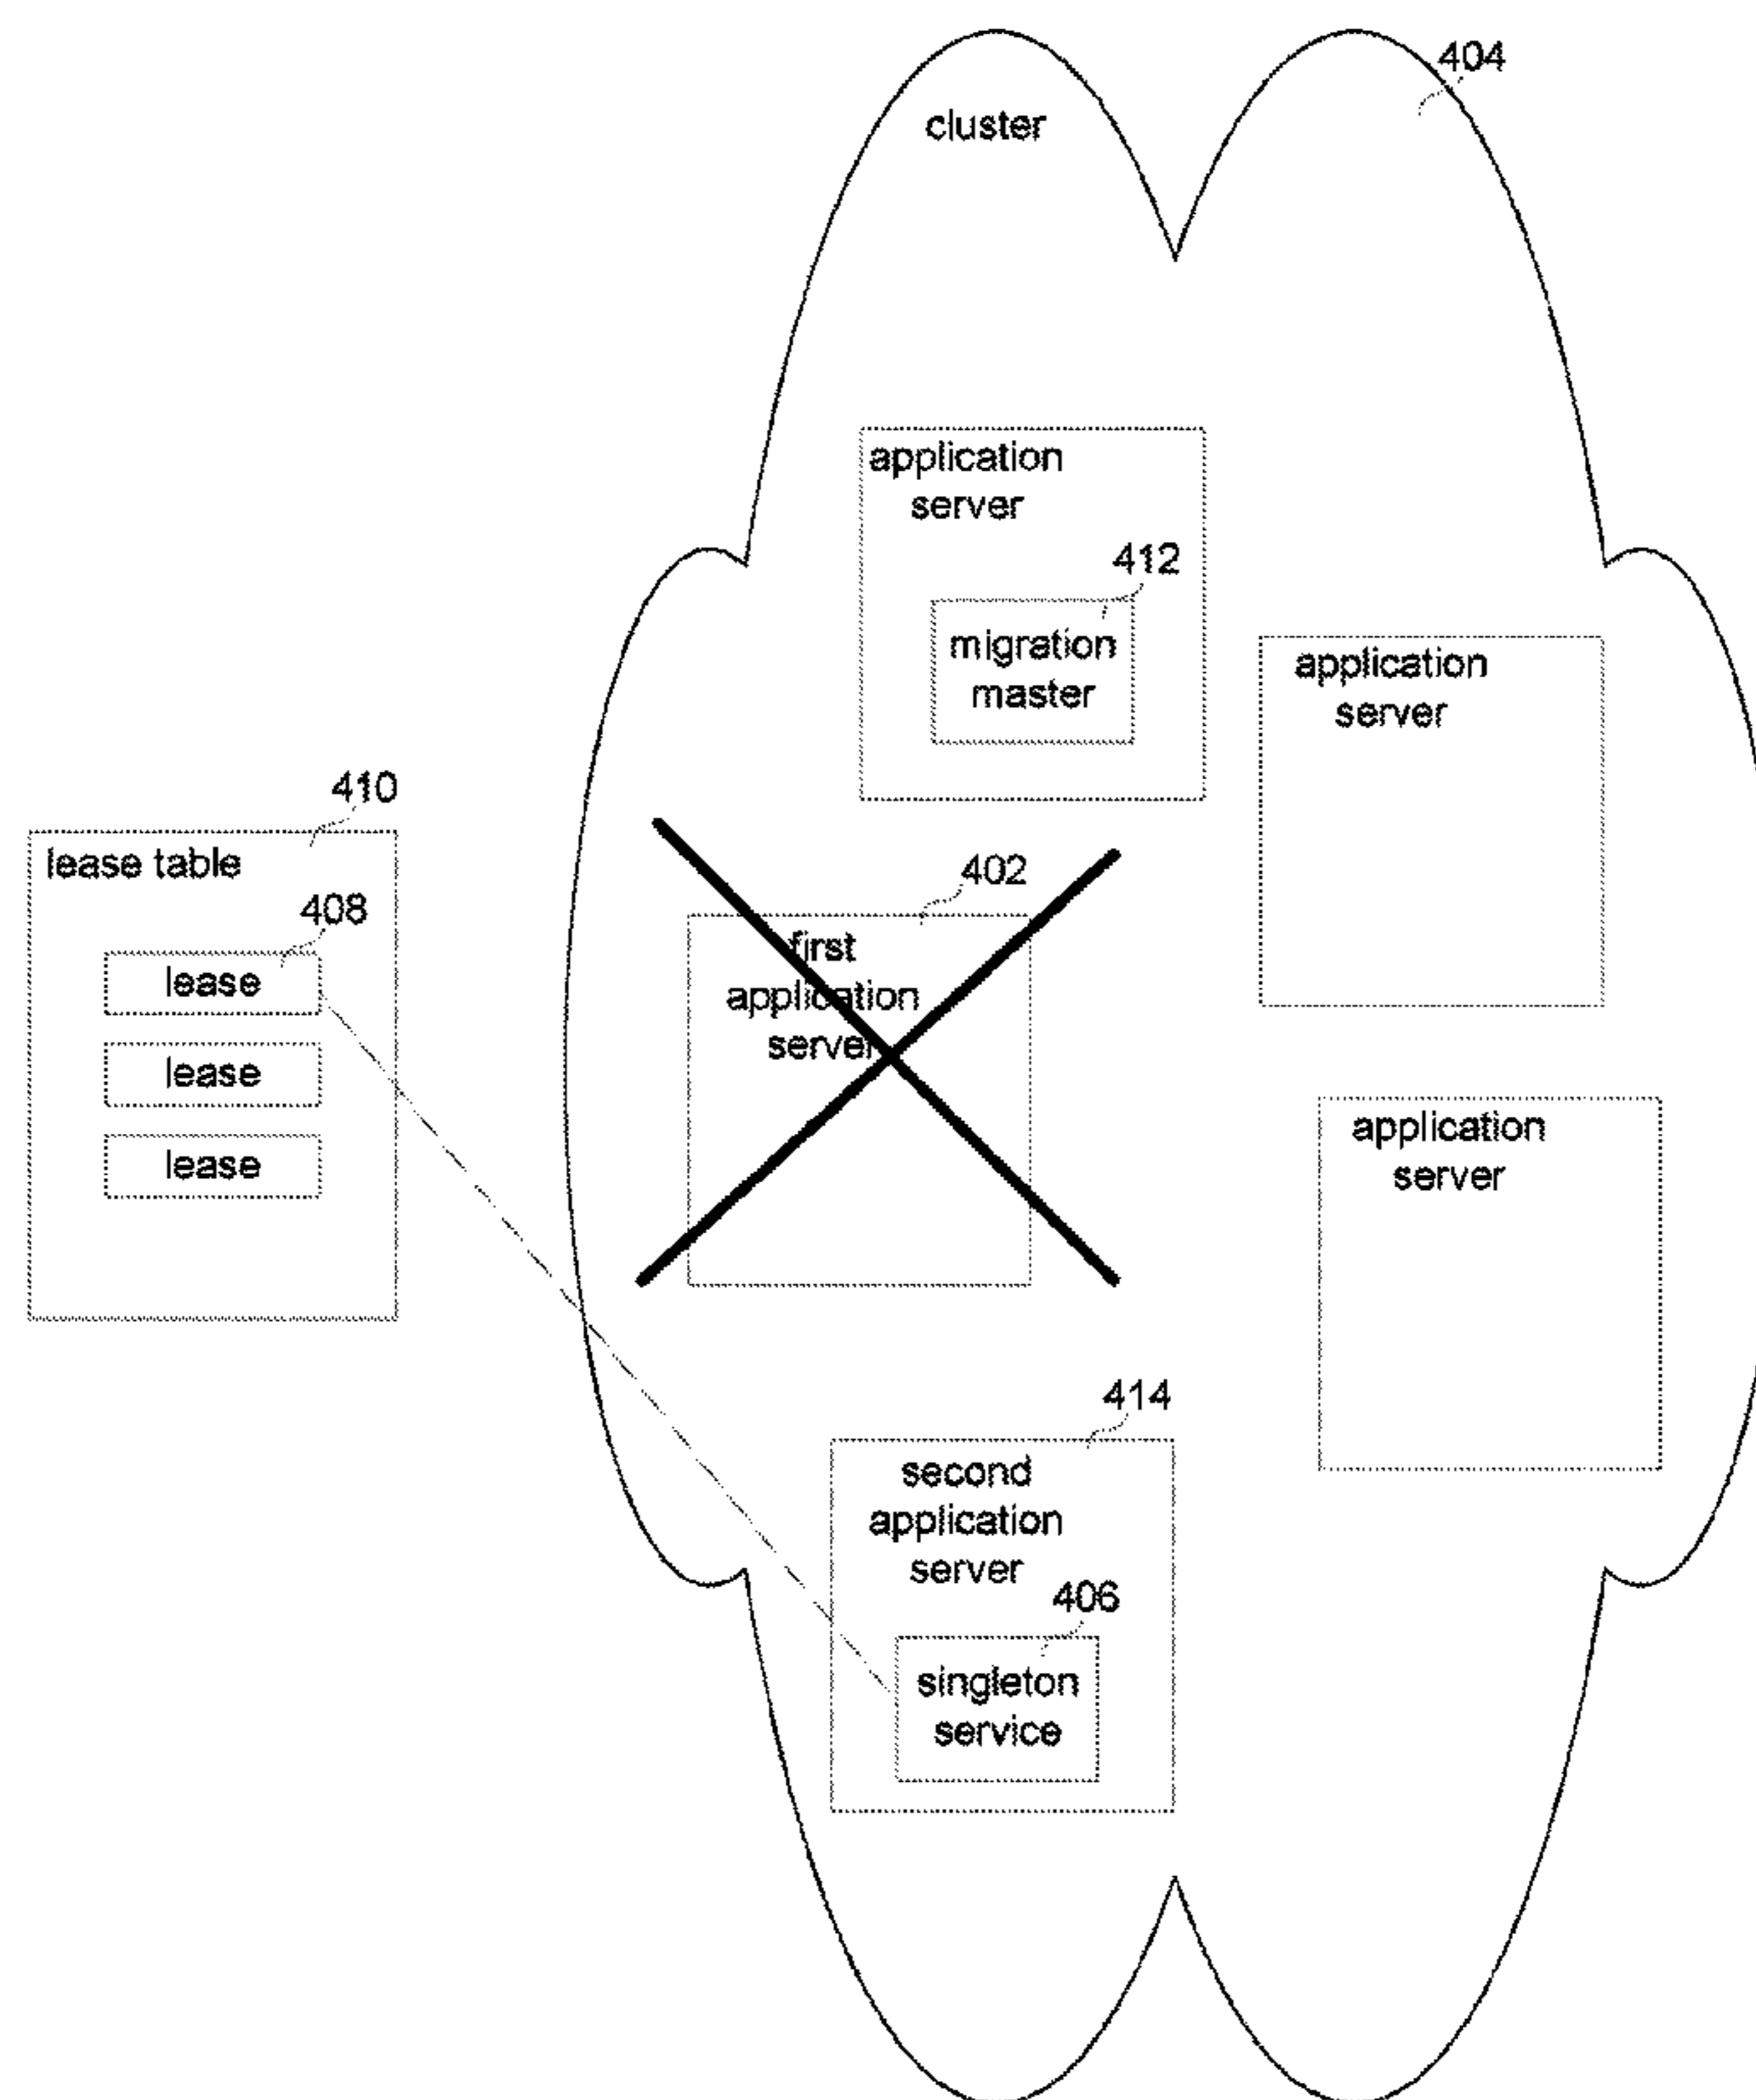 404
cluster
application
server
412
migration
master
application
server
410
lease table
408
lease
lease
lease
402
first
application
server
application
server
414
second
application
server
406
singleton
service